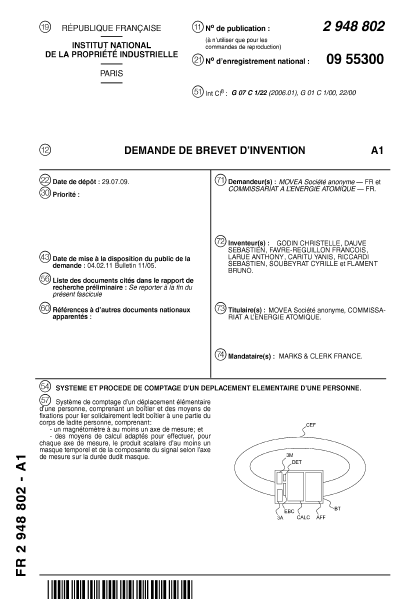 19 RÉPUBLIQUE FRANÇAISE
INSTITUT NATIONAL
DE LA PROPRIÉTÉ INDUSTRIELLE
PARIS
11 N° de publication : 2 948 802
(à n'utiliser que pour les
commandes de reproduction)
21 N° d'enregistrement national : 09 55300
51 Int Cl⁸ : G 07 C 1/22 (2006.01), G 01 C 1/00, 22/00
12 DEMANDE DE BREVET D'INVENTION A1
22 Date de dépôt : 29.07.09.
30 Priorité :
43 Date de mise à la disposition du public de la
demande : 04.02.11 Bulletin 11/05.
56 Liste des documents cités dans le rapport de
recherche préliminaire : Se reporter à la fin du
présent fascicule
60 Références à d'autres documents nationaux
apparentés :
71 Demandeur(s) : MOVEA Société anonyme — FR et
COMMISSARIAT A L'ENERGIE ATOMIQUE — FR.
72 Inventeur(s) : GODIN CHRISTELLE, DAUVE
SEBASTIEN, FAVRE-REGUILLON FRANCOIS,
LARUE ANTHONY, CARITU YANIS, RICCARDI
SEBASTIEN, SOUBEYRAT CYRILLE et FLAMENT
BRUNO.
73 Titulaire(s) : MOVEA Société anonyme, COMMISSA-
RIAT A L'ENERGIE ATOMIQUE.
74 Mandataire(s) : MARKS & CLERK FRANCE.
54 SYSTEME ET PROCEDE DE COMPTAGE D'UN DEPLACEMENT ELEMENTAIRE D'UNE PERSONNE.
57 Système de comptage d'un déplacement élémentaire
d'une personne, comprenant un boîtier et des moyens de
fixations pour lier solidairement ledit boîtier à une partie du
corps de ladite personne, comprenant:
- un magnétomètre à au moins un axe de mesure; et
- des moyens de calcul adaptés pour effectuer, pour
chaque axe de mesure, le produit scalaire d'au moins un
masque temporel et de la composante du signal selon l'axe
de mesure sur la durée dudit masque.
CEF
3M
DET
BT
EBC
3A CALC AFF
FR 2 948 802 - A1